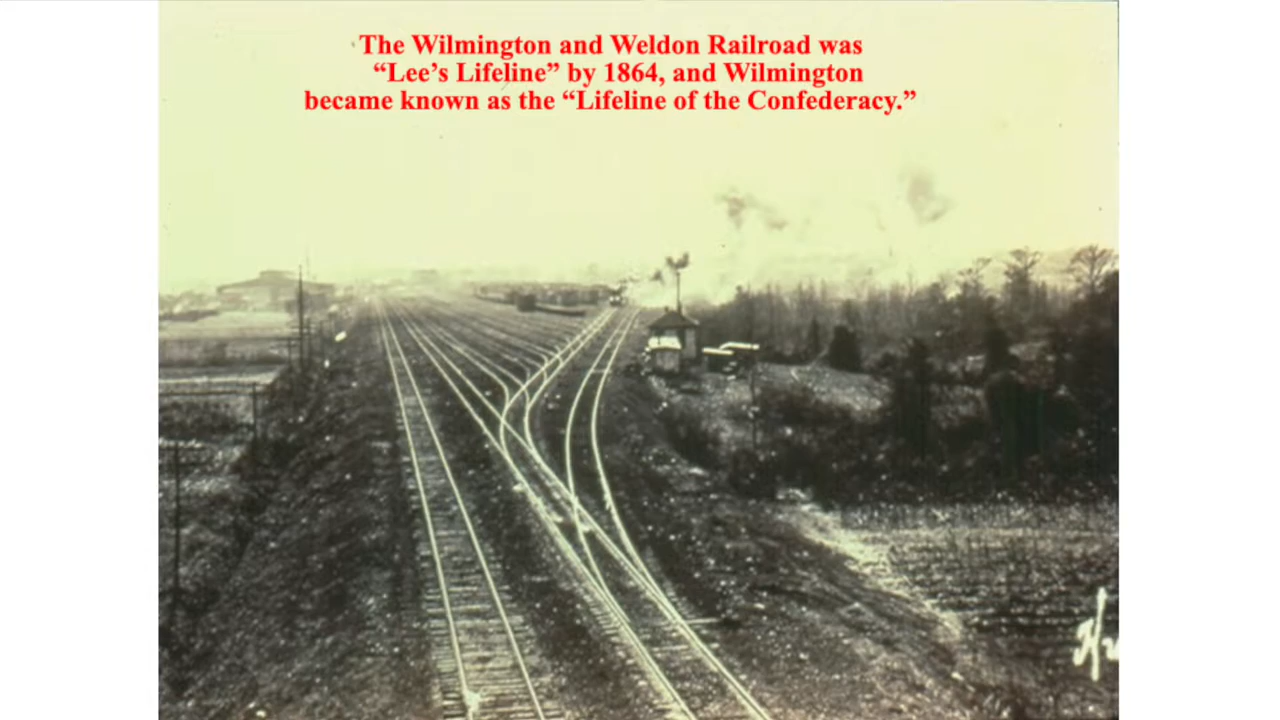 The Wilmington and Weldon Railroad was
“Lee’s Lifeline” by 1864, and Wilmington
became known as the “Lifeline of the Confederacy.”